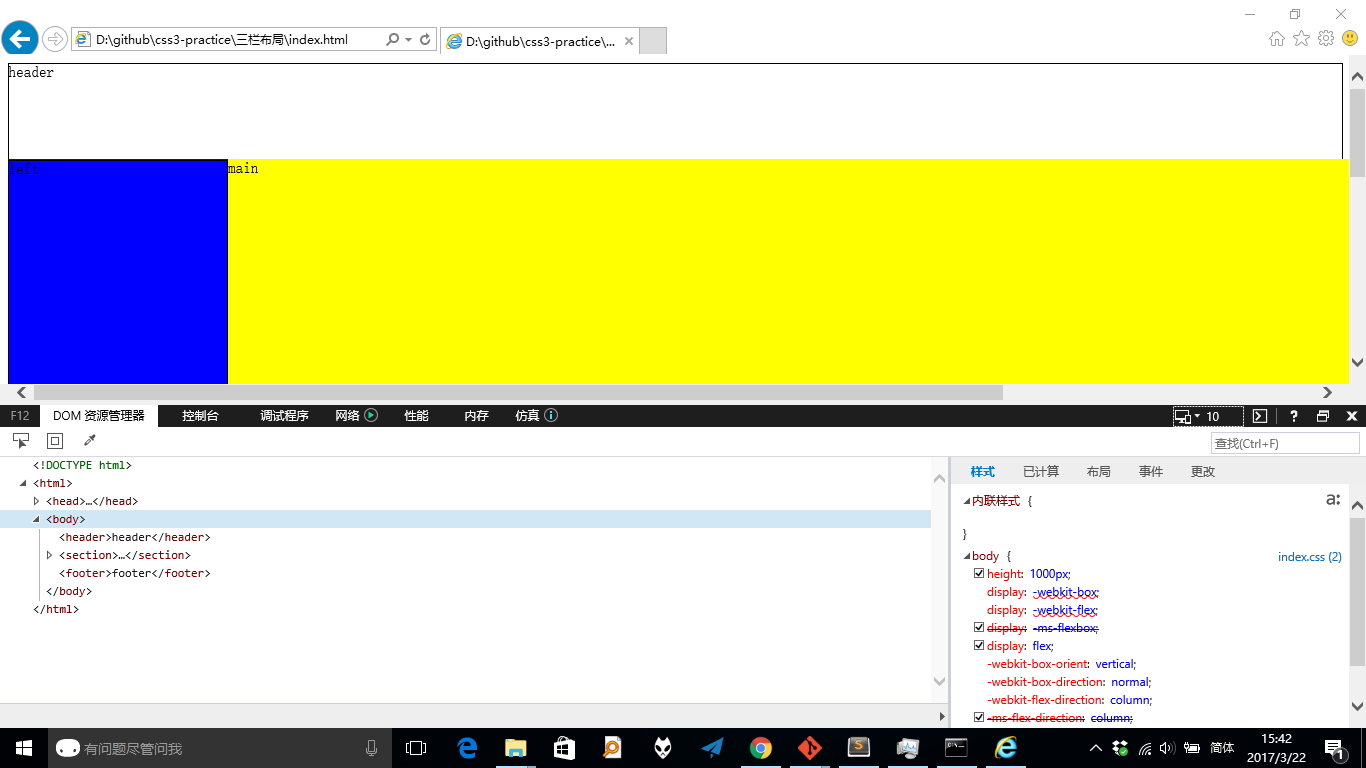 D:\github\css3-practice\三栏布局\index.html
D:\github\css3-practice\...
header
left
main
F12 DOM 资源管理器 控制台 调试程序 网络 性能 内存 仿真 10
查找(Ctrl+F)
<!DOCTYPE html>
<html>
<head>…</head>
<body>
<header>header</header>
<section>…</section>
<footer>footer</footer>
</body>
</html>
样式 已计算 布局 事件 更改
内联样式 {
a:
}
body { index.css (2)
height: 1000px;
display: -webkit-box;
display: -webkit-flex;
display: -ms-flexbox;
display: flex;
-webkit-box-orient: vertical;
-webkit-box-direction: normal;
-webkit-flex-direction: column;
-ms-flex-direction: column;
有问题尽管问我
简体
15:42
2017/3/22
1